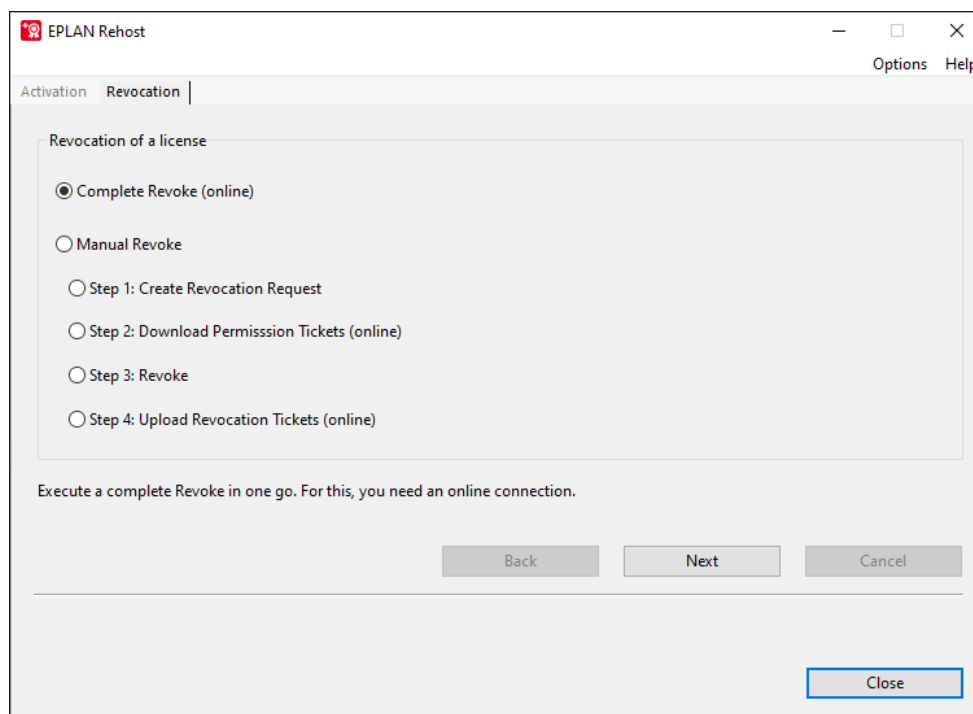 EPLAN Rehost
Options Help
Activation Revocation
Revocation of a license
Complete Revoke (online)
Manual Revoke
Step 1: Create Revocation Request
Step 2: Download Permisssion Tickets (online)
Step 3: Revoke
Step 4: Upload Revocation Tickets (online)
Execute a complete Revoke in one go. For this, you need an online connection.
Back Next Cancel
Close